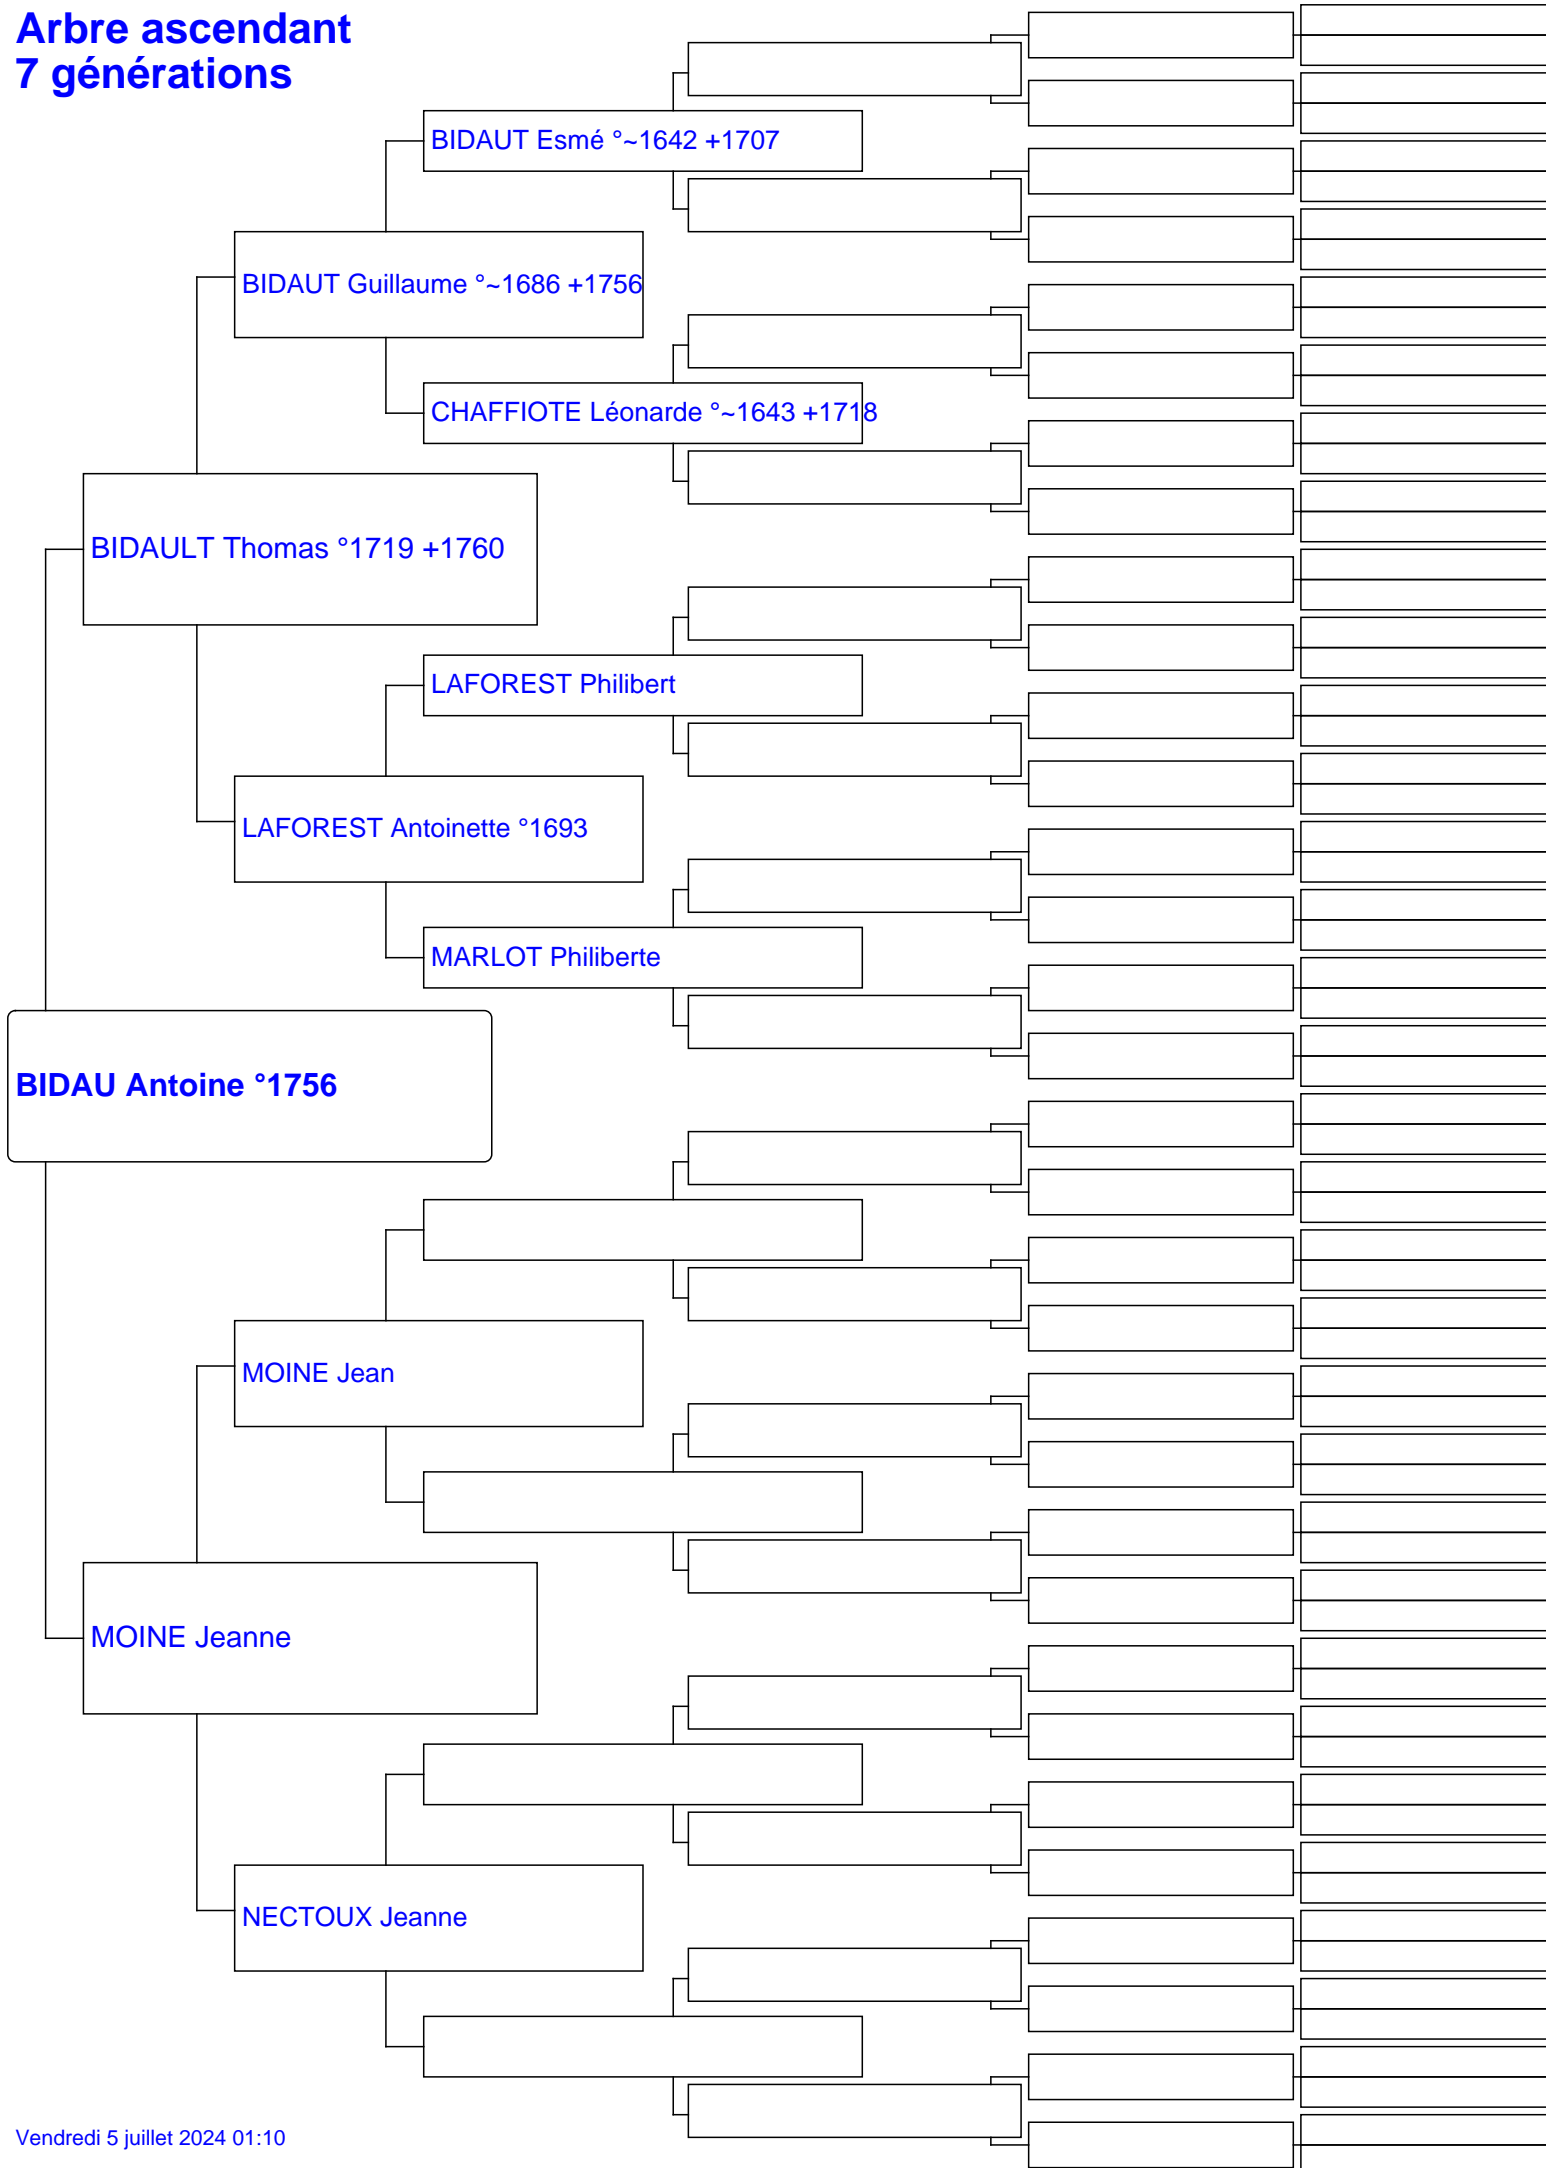 Arbre ascendant
7 générations
BIDAUT Esmé °~1642 +1707
BIDAUT Guillaume °~1686 +1756
CHAFFIOTE Léonarde °~1643 +1718
BIDAULT Thomas °1719 +1760
LAFOREST Philibert
LAFOREST Antoinette °1693
MARLOT Philiberte
BIDAU Antoine °1756
MOINE Jean
MOINE Jeanne
NECTOUX Jeanne
Vendredi 5 juillet 2024 01:10